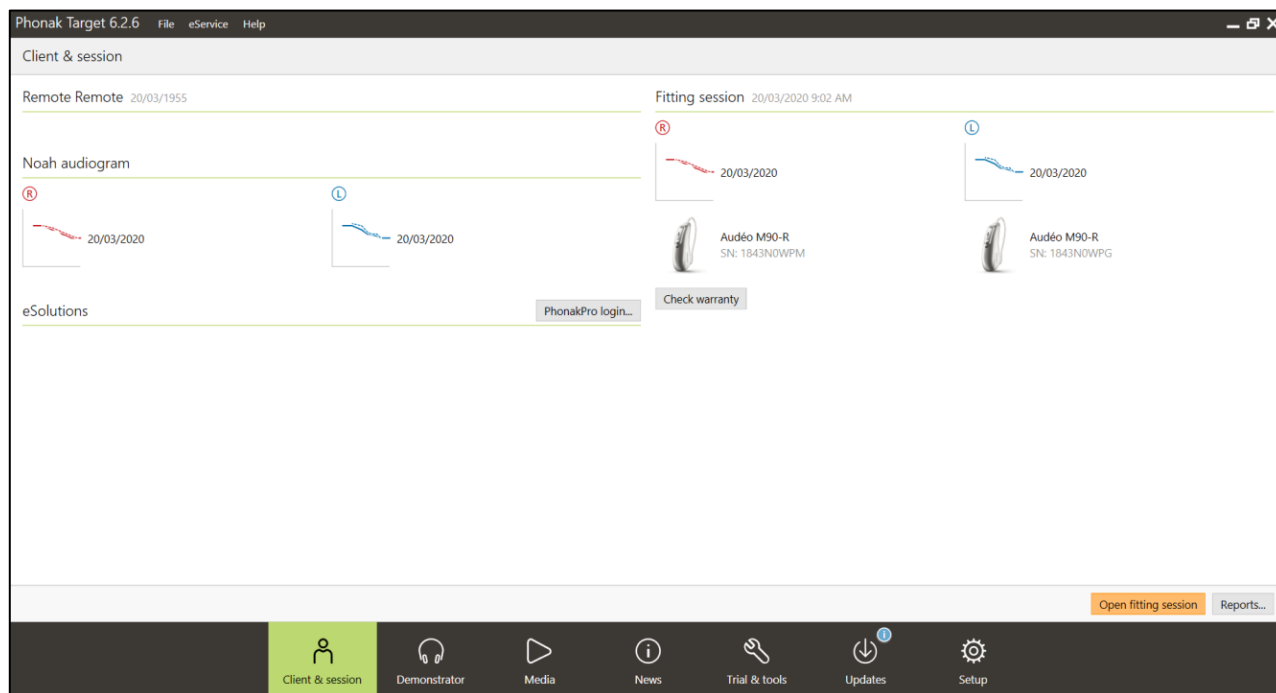 Phonak Target 6.2.6 File eService Help
Client & session
Remote Remote 20/03/1955
Noah audiogram
R
L
20/03/2020
20/03/2020
eSolutions
PhonakPro login...
Fitting session 20/03/2020 9:02 AM
R
L
20/03/2020
20/03/2020
Audéo M90-R
SN: 1843N0WPM
Audéo M90-R
SN: 1843N0WPG
Check warranty
Open fitting session
Reports...
Client & session
Demonstrator
Media
News
Trial & tools
Updates
Setup